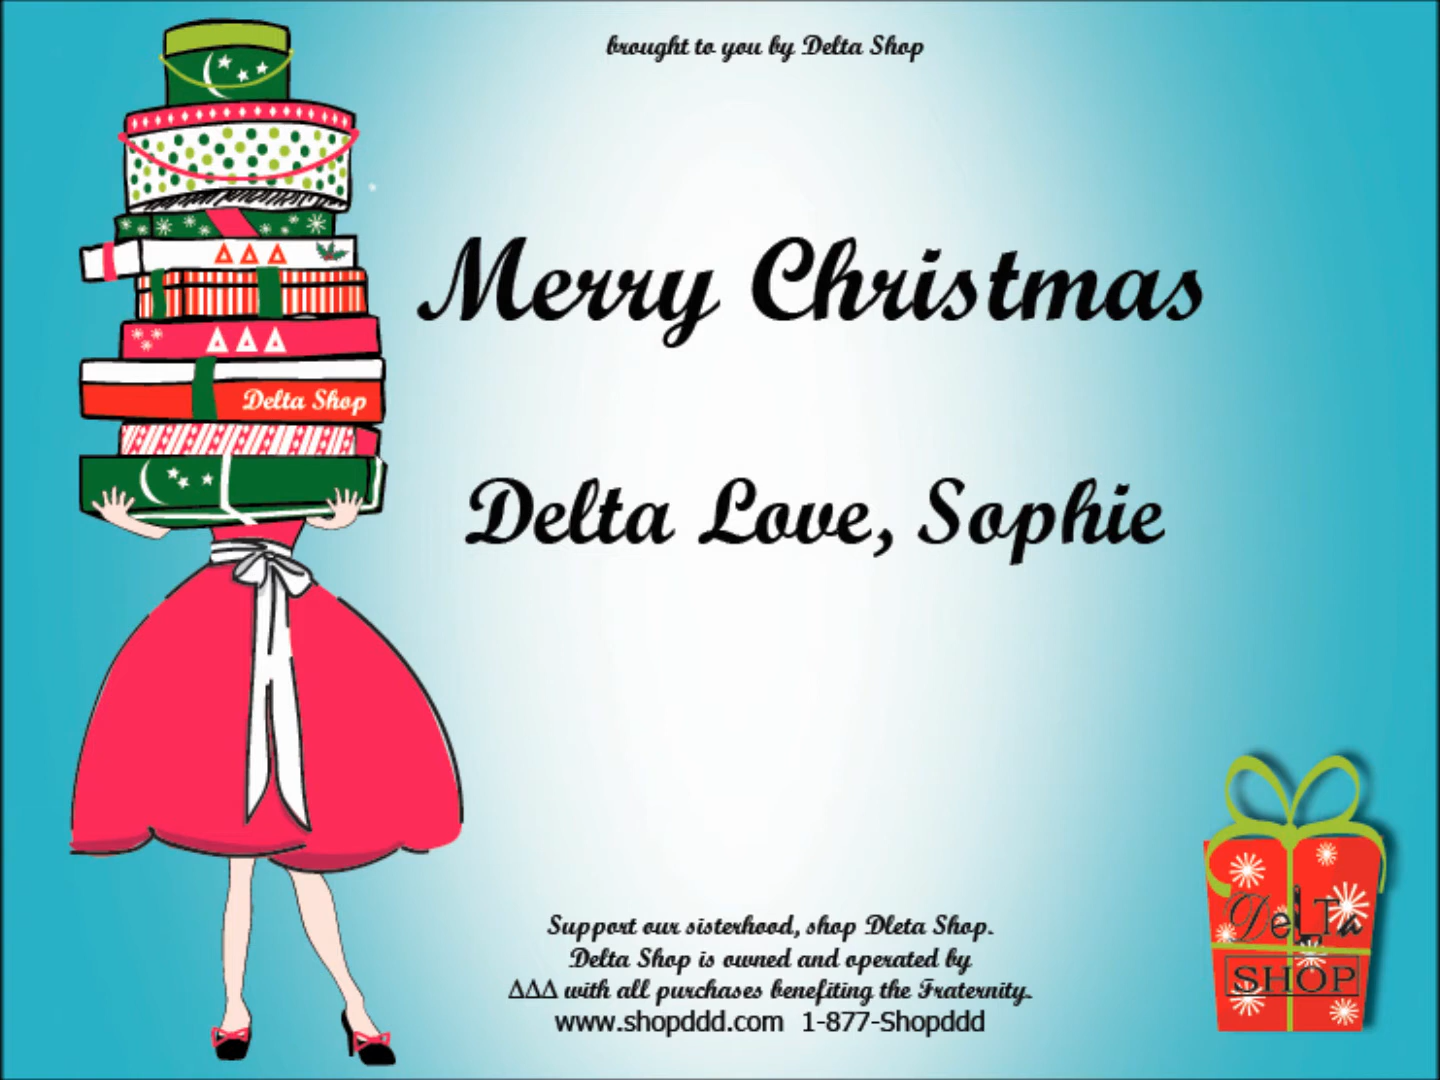 brought to you by Delta Shop
Merry Christmas
ΔΔΔ
ΔΔΔ
Delta Shop
Delta Love, Sophie
Support our sisterhood, shop Dleta Shop.
Delta Shop is owned and operated by
ΔΔΔ with all purchases benefiting the Fraternity.
www.shopddd.com 1-877-Shopddd
DeLTa
SHOP